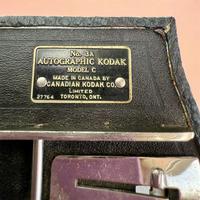 No. 3A
AUTOGRAPHIC KODAK
MODEL C
MADE IN CANADA BY
CANADIAN KODAK CO.
LIMITED
27764 TORONTO, ONT.